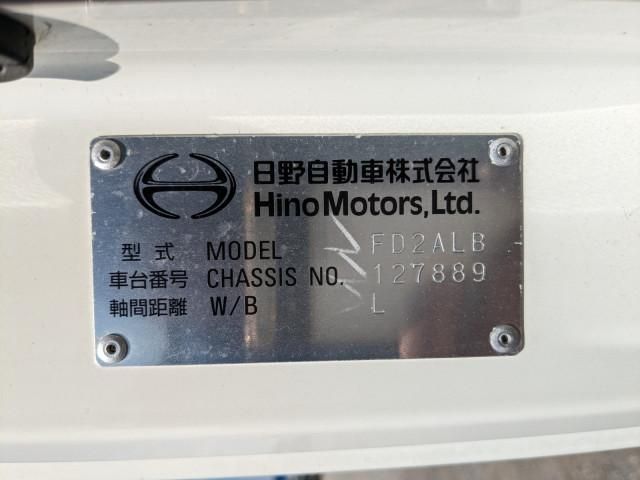 日野自動車株式会社
Hino Motors, Ltd.
型式 MODEL FD2ALB
車台番号 CHASSIS NO. 127889
軸間距離 W/B L